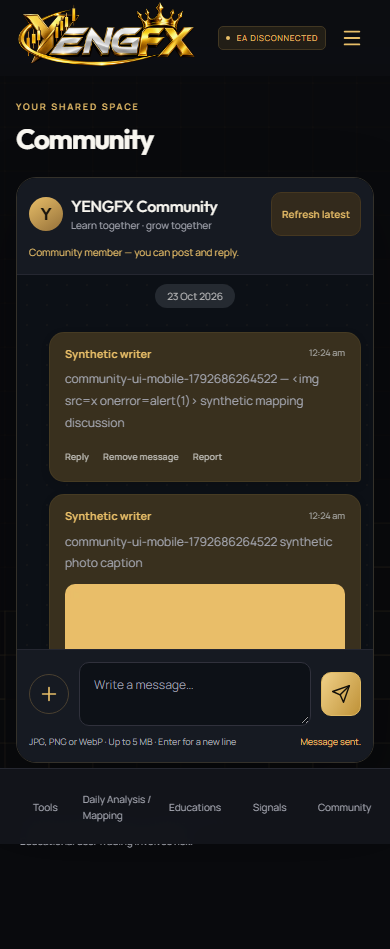 YENGFX
EA DISCONNECTED
YOUR SHARED SPACE
Community
Y
YENGFX Community
Learn together · grow together
Refresh latest
Community member — you can post and reply.
23 Oct 2026
Synthetic writer
12:24 am
community-ui-mobile-1792686264522 — <img
src=x onerror=alert(1)> synthetic mapping
discussion
Reply Remove message Report
Synthetic writer
12:24 am
community-ui-mobile-1792686264522 synthetic
photo caption
Write a message…
JPG, PNG or WebP · Up to 5 MB · Enter for a new line
Message sent.
Tools
Daily Analysis /
Mapping
Educations
Signals
Community